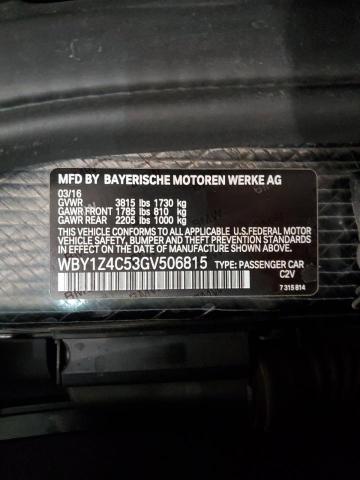 MFD BY BAYERISCHE MOTOREN WERKE AG
03/16
GVWR 3815 lbs 1730 kg
GAWR FRONT 1785 lbs 810 kg
GAWR REAR 2205 lbs 1000 kg
THIS VEHICLE CONFORMS TO ALL APPLICABLE U.S.FEDERAL MOTOR
VEHICLE SAFETY, BUMPER, AND THEFT PREVENTION STANDARDS
IN EFFECT ON THE DATE OF MANUFACTURE SHOWN ABOVE.
WBY1Z4C53GV506815 TYPE: PASSENGER CAR
C2V
7 315 814